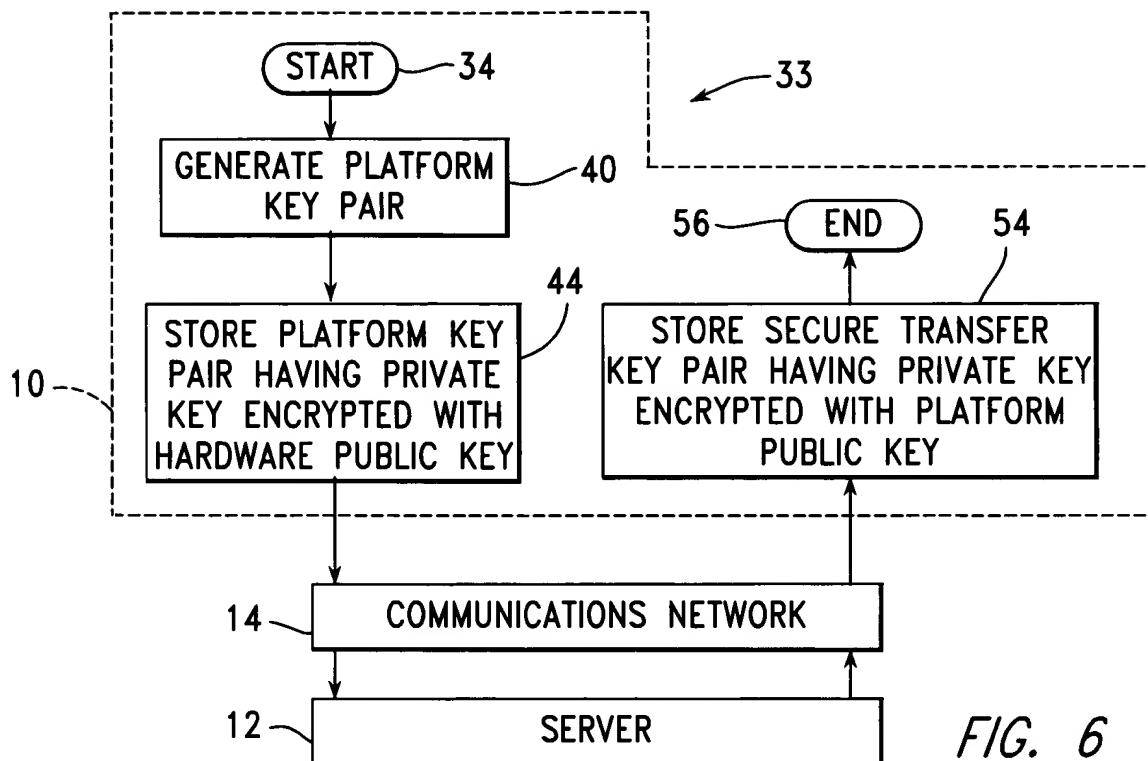 START
34
33
GENERATE PLATFORM
KEY PAIR
40
56
END
54
44
STORE PLATFORM KEY
PAIR HAVING PRIVATE
KEY ENCRYPTED WITH
HARDWARE PUBLIC KEY
STORE SECURE TRANSFER
KEY PAIR HAVING PRIVATE KEY
ENCRYPTED WITH PLATFORM
PUBLIC KEY
10
14
COMMUNICATIONS NETWORK
12
SERVER
FIG. 6